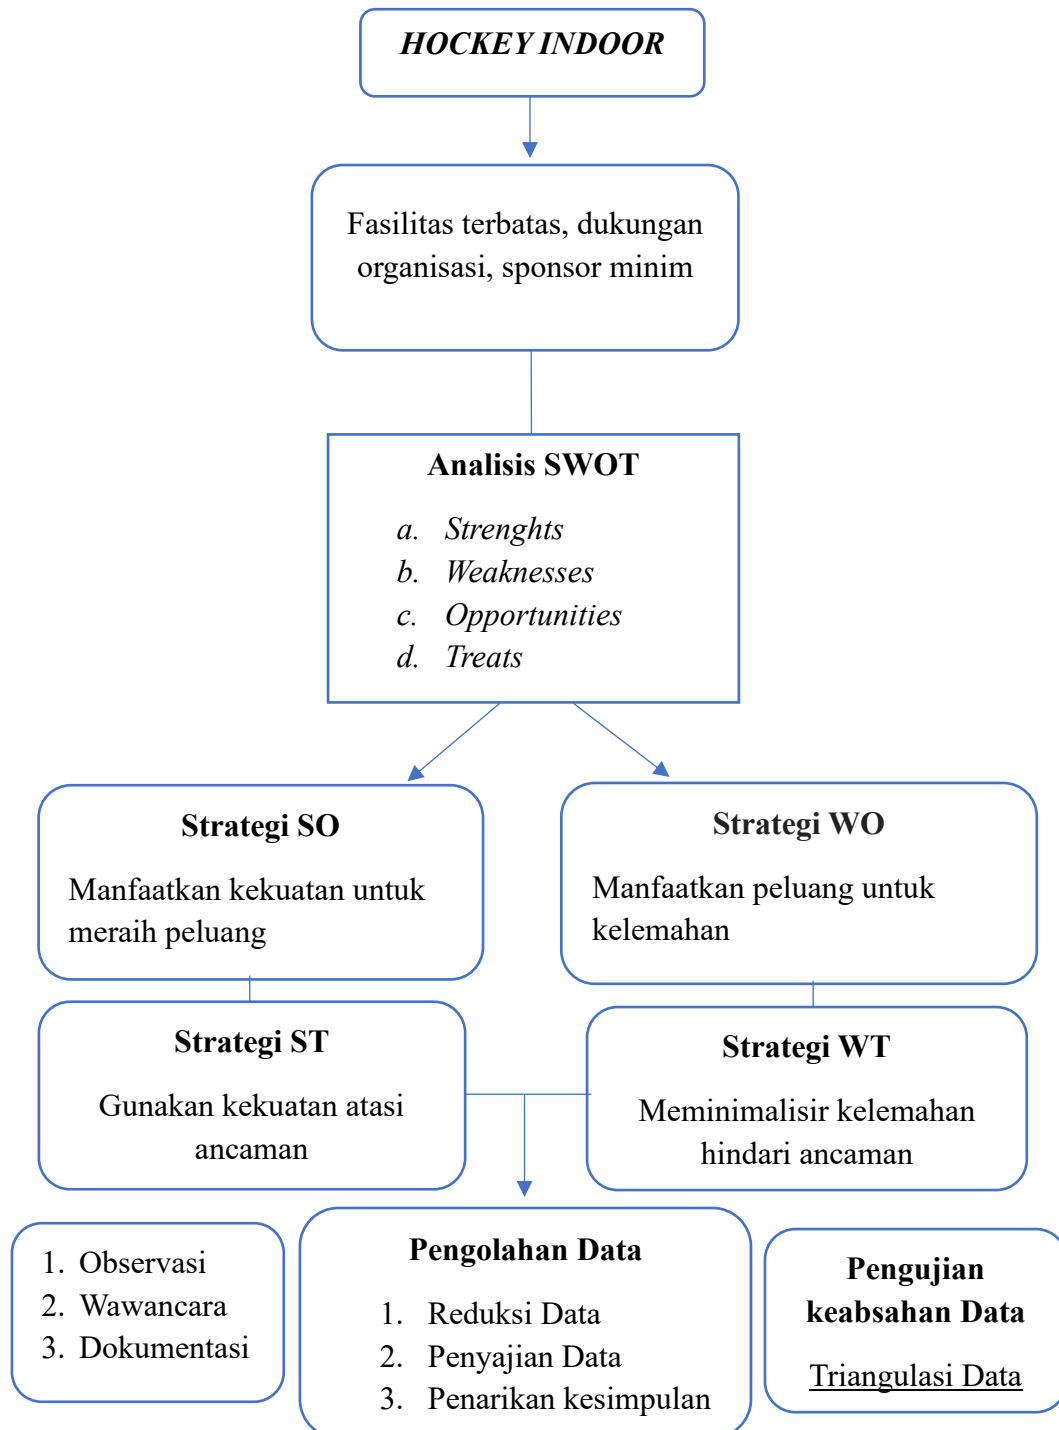 HOCKEY INDOOR
Fasilitas terbatas, dukungan
organisasi, sponsor minim
Analisis SWOT
a. Strenghts
b. Weaknesses
c. Opportunities
d. Treats
Strategi SO
Manfaatkan kekuatan untuk
meraih peluang
Strategi WO
Manfaatkan peluang untuk
kelemahan
Strategi ST
Gunakan kekuatan atasi
ancaman
Strategi WT
Meminimalisir kelemahan
hindari ancaman
1. Observasi
2. Wawancara
3. Dokumentasi
Pengolahan Data
1. Reduksi Data
2. Penyajian Data
3. Penarikan kesimpulan
Pengujian
keabsahan Data
Triangulasi Data